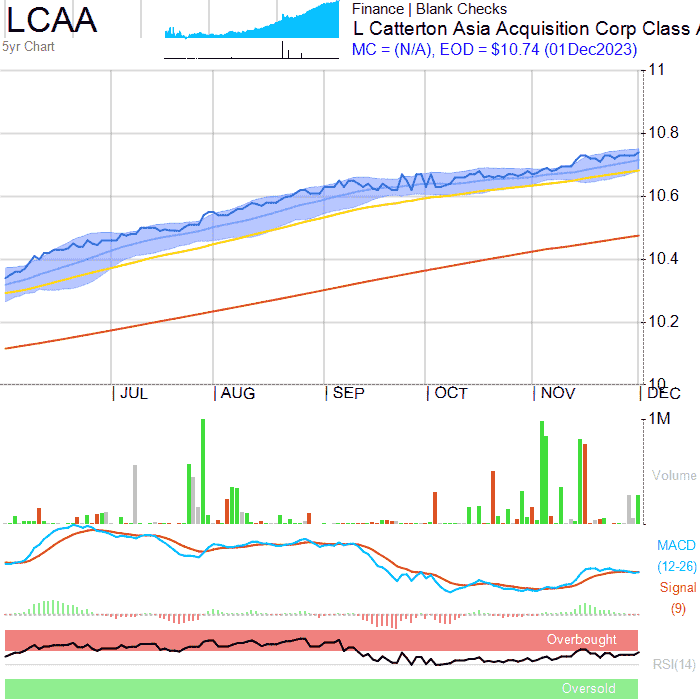 LCAA
5yr Chart
Finance | Blank Checks
L Catterton Asia Acquisition Corp Class A
MC = (N/A), EOD = $10.74 (01Dec2023)
11
10.8
10.6
10.4
10.2
10
JUL AUG SEP OCT NOV DEC
1M
Volume
MACD
(12-26)
Signal
(9)
Overbought
RSI(14)
Oversold